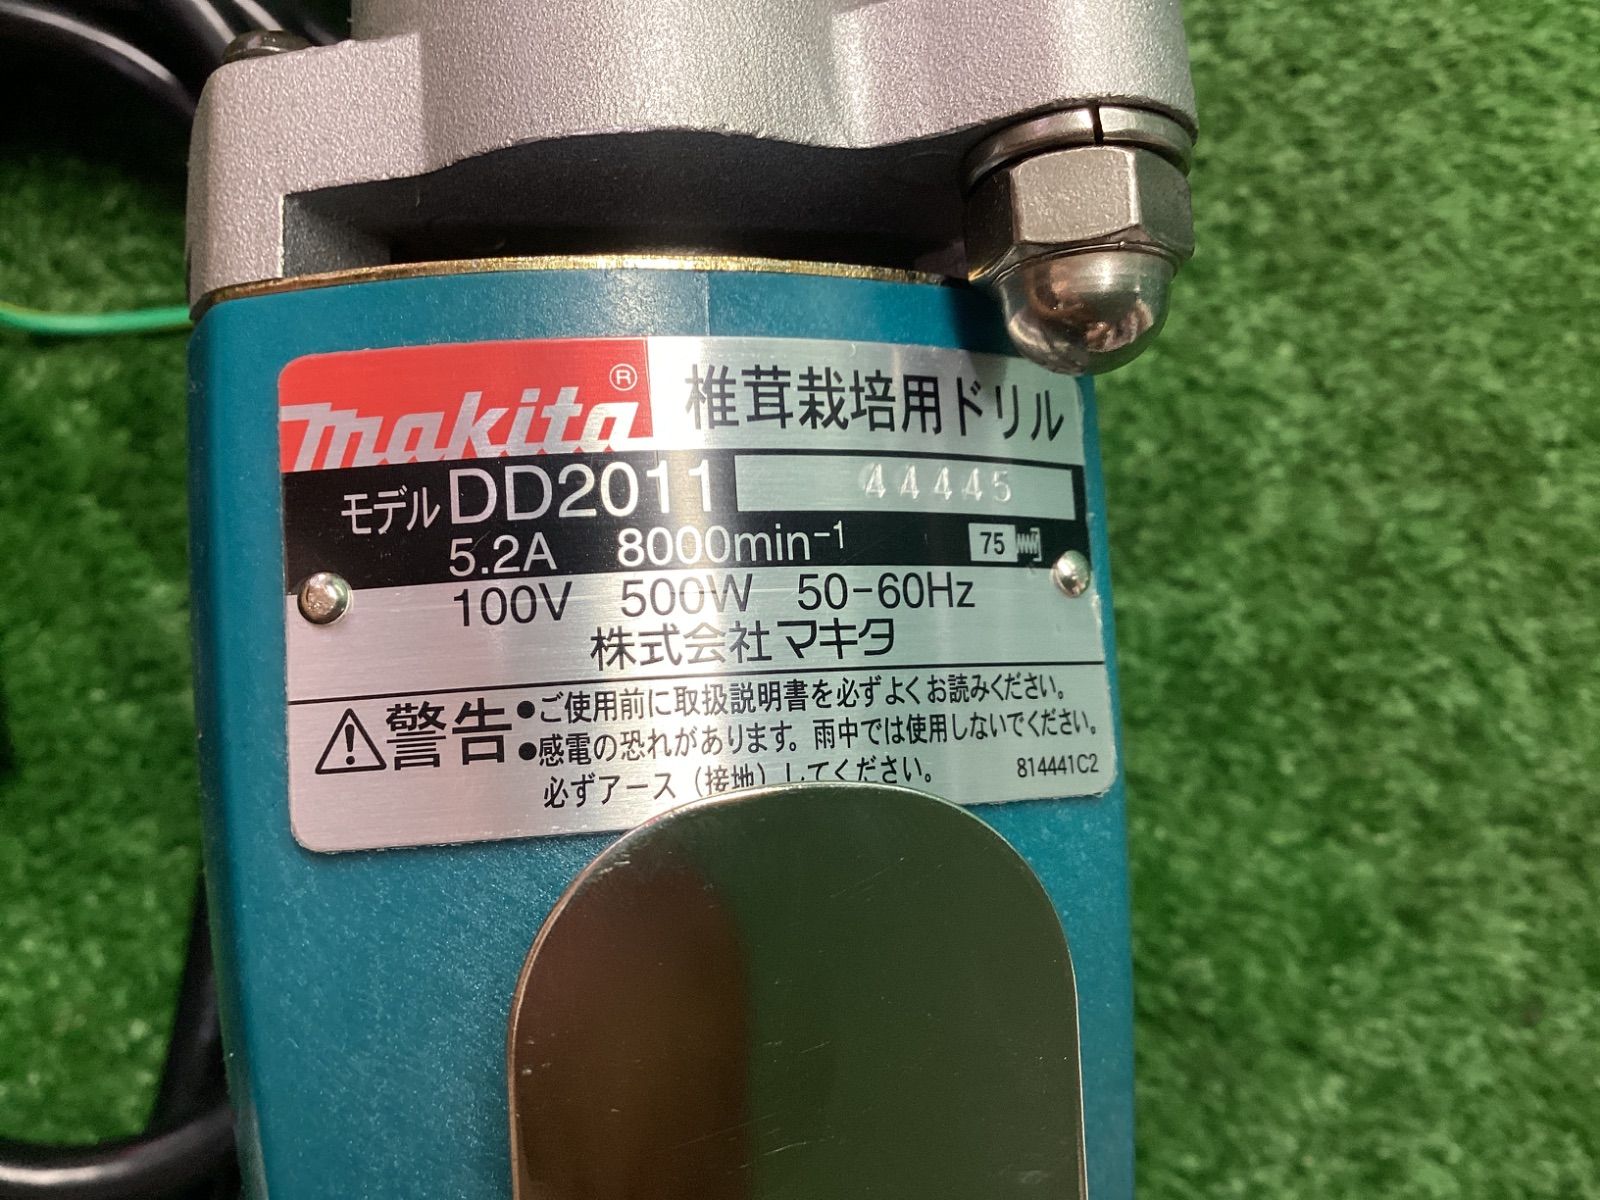 makita® 椎茸栽培用ドリル
モデル DD2011 44445
5.2A 8000min⁻¹ 75
100V 500W 50-60Hz
株式会社マキタ
警告 ●ご使用前に取扱説明書を必ずよくお読みください。
●感電の恐れがあります。雨中では使用しないでください。
必ずアース（接地）してください。 814441C2